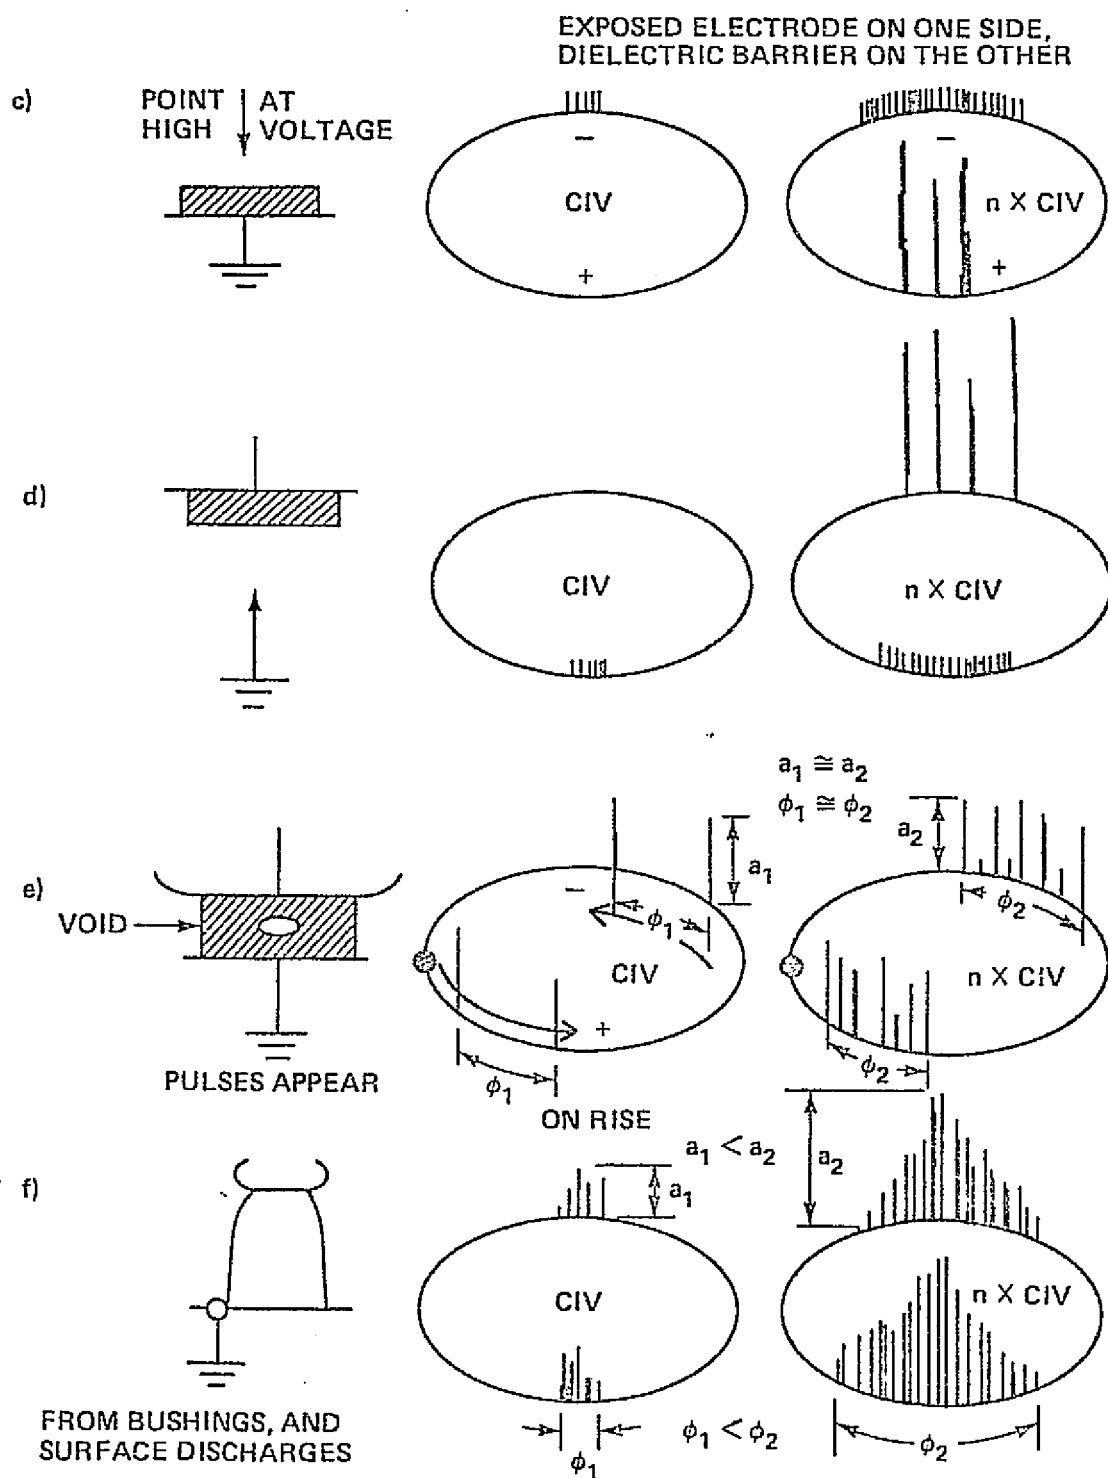 EXPOSED ELECTRODE ON ONE SIDE,
DIELECTRIC BARRIER ON THE OTHER
c)
POINT AT
HIGH VOLTAGE
−
CIV
+
−
n X CIV
+
d)
CIV
n X CIV
e)
VOID
PULSES APPEAR
ON RISE
−
a₁
ϕ₁
CIV
+
ϕ₁
a₁ ≅ a₂
ϕ₁ ≅ ϕ₂
a₂
ϕ₂
n X CIV
ϕ₂
f)
FROM BUSHINGS, AND
SURFACE DISCHARGES
a₁
CIV
ϕ₁
a₁ < a₂
ϕ₁ < ϕ₂
a₂
n X CIV
ϕ₂